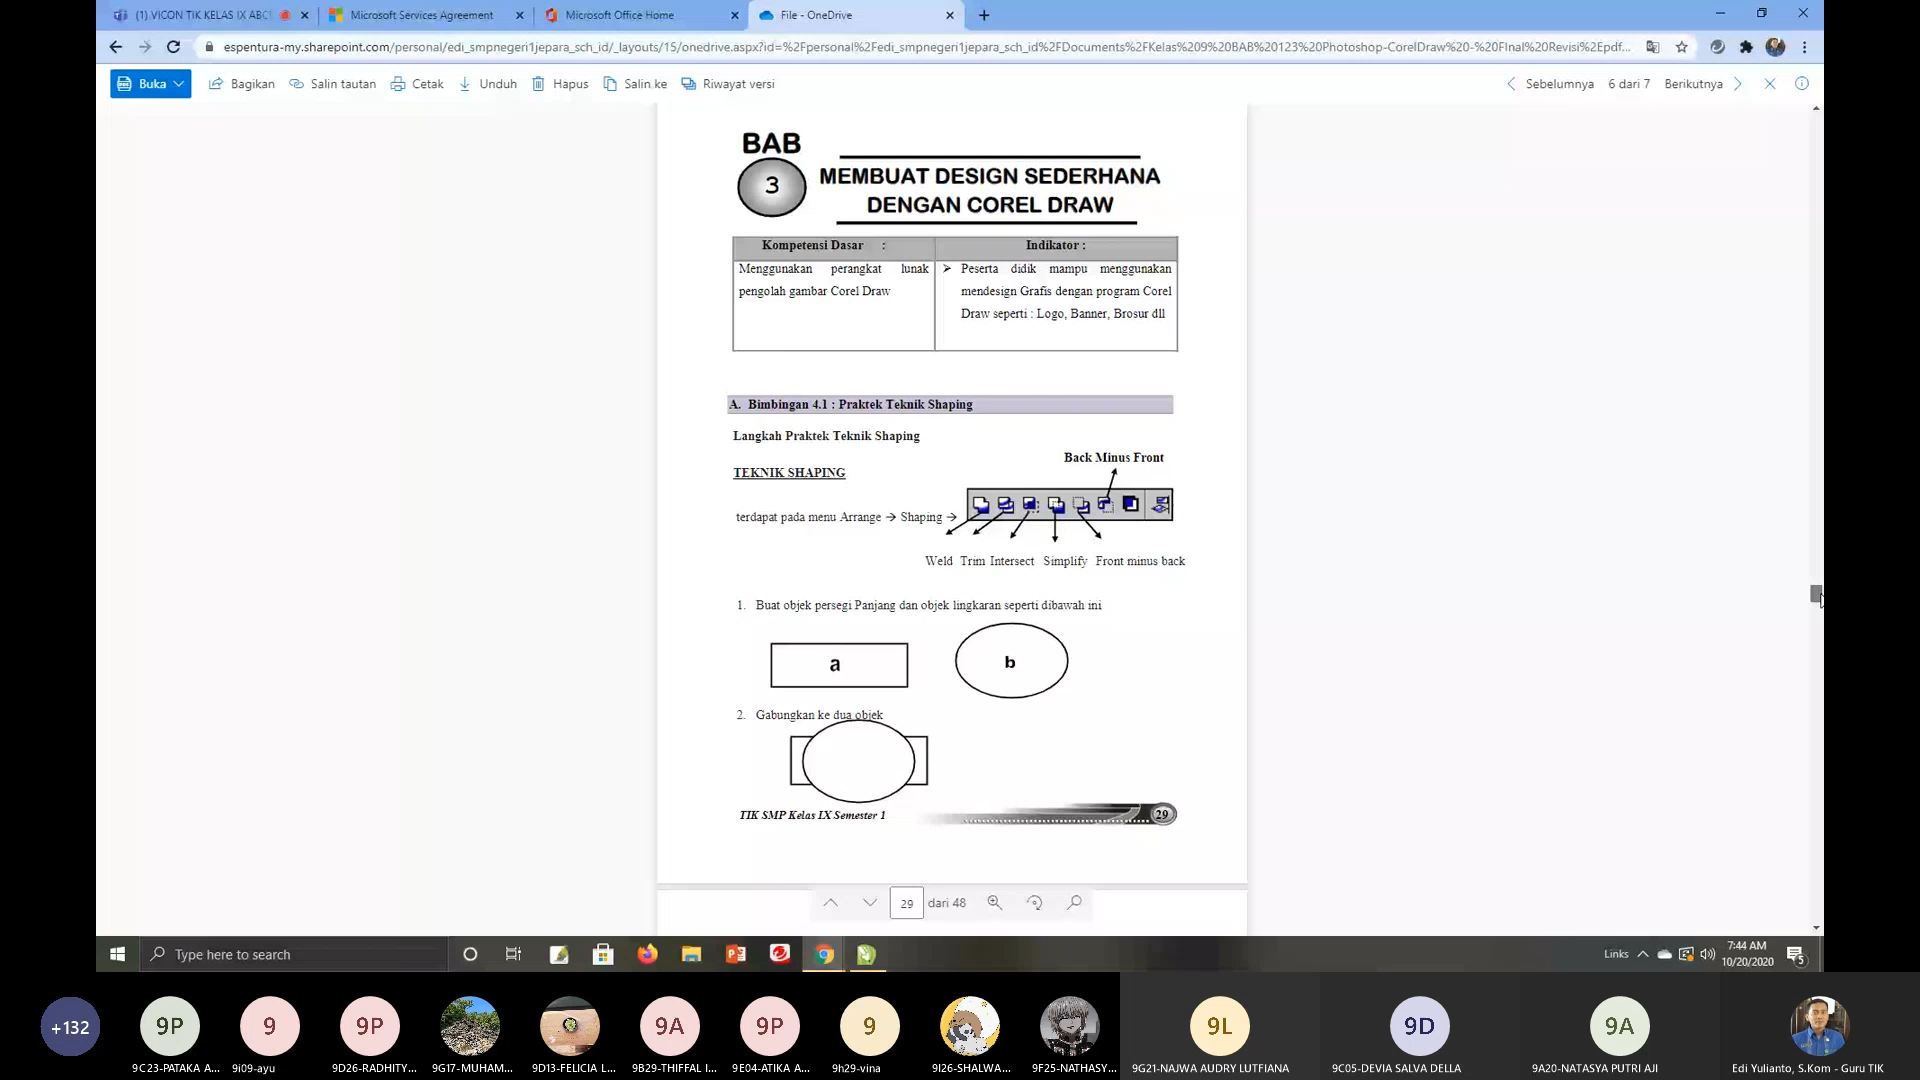 (1) VICON TIK KELAS IX ABC
Microsoft Services Agreement
Microsoft Office Home
File - OneDrive
espentura-my.sharepoint.com/personal/edi_smpnegeri1jepara_sch_id/_layouts/15/onedrive.aspx?id=%2Fpersonal%2Fedi_smpnegeri1jepara_sch_id%2FDocuments%2FKelas%209%20BAB%20123%20Photoshop-CorelDraw%20-%20FInal%20Revisi%2Epdf...
Buka
Bagikan
Salin tautan
Cetak
Unduh
Hapus
Salin ke
Riwayat versi
Sebelumnya
6 dari 7
Berikutnya
BAB
3
MEMBUAT DESIGN SEDERHANA
DENGAN COREL DRAW
Kompetensi Dasar :
Indikator :
Menggunakan perangkat lunak
pengolah gambar Corel Draw
➢ Peserta didik mampu menggunakan
mendesign Grafis dengan program Corel
Draw seperti : Logo, Banner, Brosur dll
A. Bimbingan 4.1 : Praktek Teknik Shaping
Langkah Praktek Teknik Shaping
Back Minus Front
TEKNIK SHAPING
terdapat pada menu Arrange → Shaping →
Weld Trim Intersect Simplify Front minus back
1. Buat objek persegi Panjang dan objek lingkaran seperti dibawah ini
a
b
2. Gabungkan ke dua objek
TIK SMP Kelas IX Semester 1
29
29 dari 48
Type here to search
Links
7:44 AM
10/20/2020
5
+132
9P
9
9P
9A
9P
9
9L
9D
9A
9C23-PATAKA A...
9i09-ayu
9D26-RADHITY...
9G17-MUHAM...
9D13-FELICIA L...
9B29-THIFFAL I...
9E04-ATIKA A...
9h29-vina
9I26-SHALWA...
9F25-NATHASY...
9G21-NAJWA AUDRY LUTFIANA
9C05-DEVIA SALVA DELLA
9A20-NATASYA PUTRI AJI
Edi Yulianto, S.Kom - Guru TIK